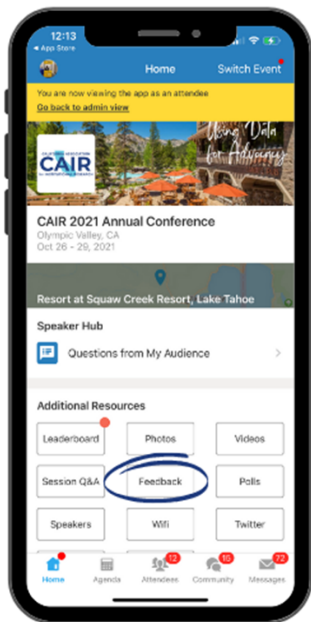 12:13
App Store
Home
Switch Event
You are now viewing the app as an attendee
Go back to admin view
Using Data
for Advocacy
CAIR
CAIR 2021 Annual Conference
Olympic Valley, CA
Oct 26 - 29, 2021
Resort at Squaw Creek Resort, Lake Tahoe
Speaker Hub
Questions from My Audience
Additional Resources
Leaderboard
Photos
Videos
Session Q&A
Feedback
Polls
Speakers
Wifi
Twitter
12
15
72
Home
Agenda
Attendees
Community
Messages